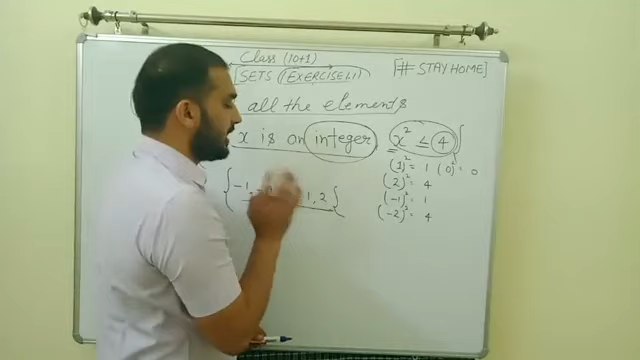 Class (10+1)
[SETS (EXERCISE 1.1)
[# STAY HOME]
all the elements
x is an integer x² ≤ 4}
(1)² = 1 (0)² = 0
(2)² = 4
(-1)² = 1
(-2)² = 4
{-1, 1, 2}